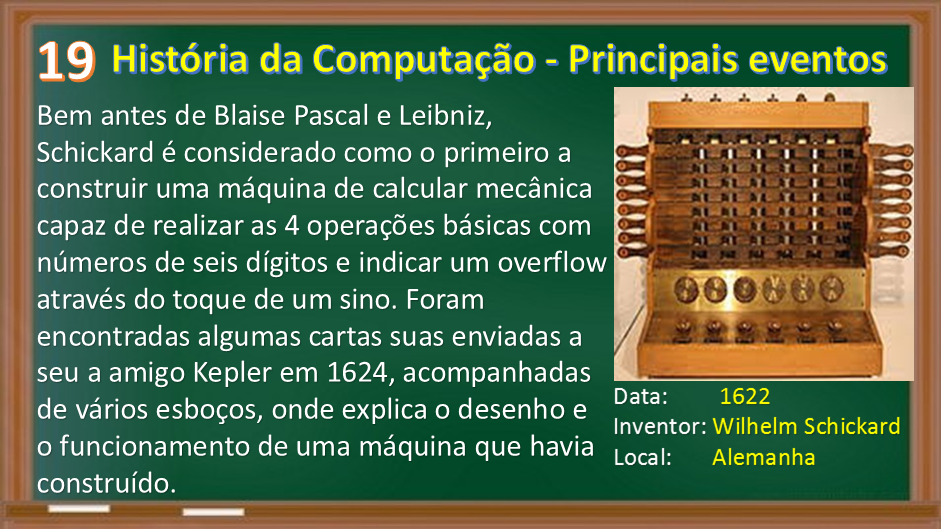 19 História da Computação - Principais eventos
Bem antes de Blaise Pascal e Leibniz,
Schickard é considerado como o primeiro a
construir uma máquina de calcular mecânica
capaz de realizar as 4 operações básicas com
números de seis dígitos e indicar um overflow
através do toque de um sino. Foram
encontradas algumas cartas suas enviadas a
seu a amigo Kepler em 1624, acompanhadas
de vários esboços, onde explica o desenho e
o funcionamento de uma máquina que havia
construído.
Data: 1622
Inventor: Wilhelm Schickard
Local: Alemanha